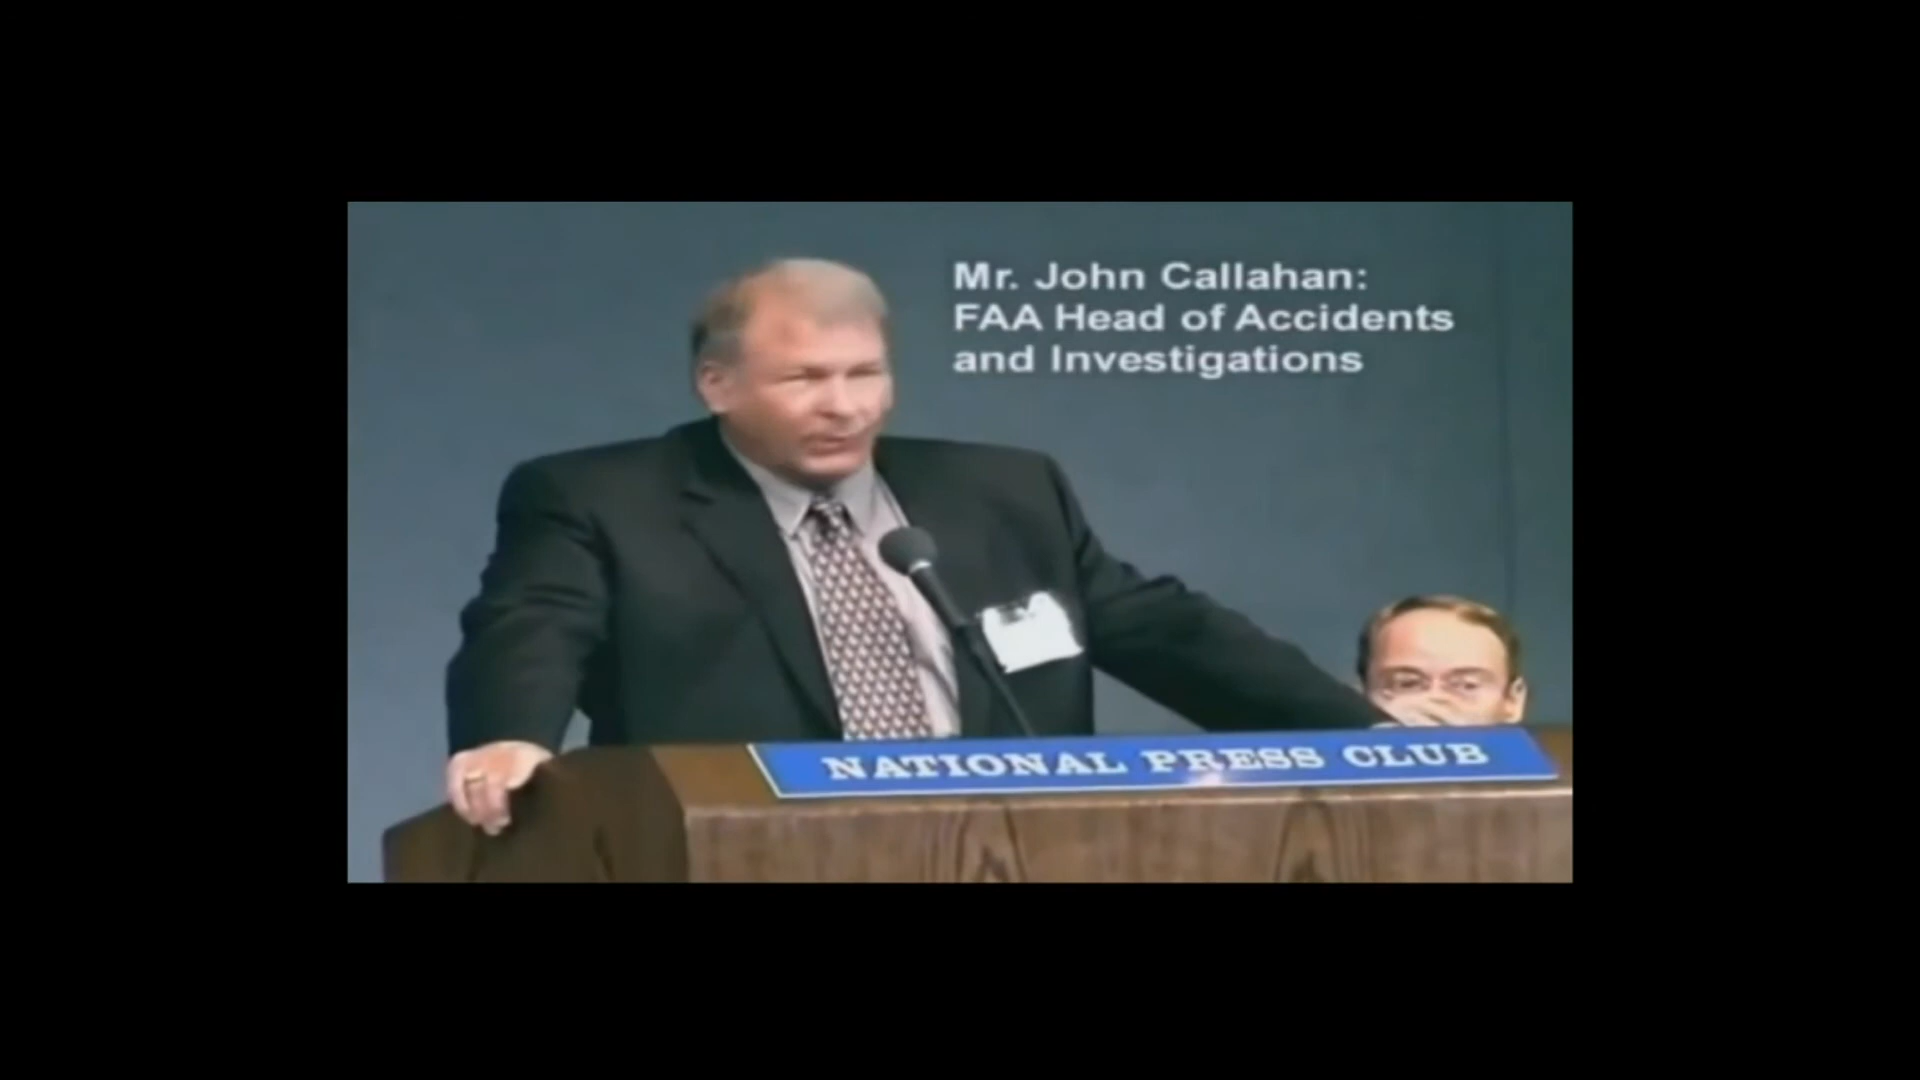 Mr. John Callahan:
FAA Head of Accidents
and Investigations
NATIONAL PRESS CLUB